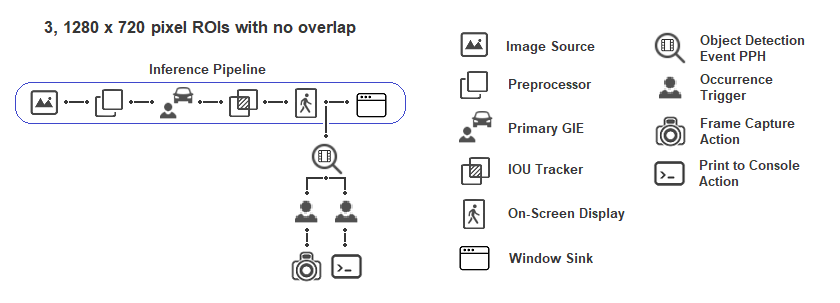 3, 1280 x 720 pixel ROIs with no overlap
Inference Pipeline
Image Source
Preprocessor
Primary GIE
IOU Tracker
On-Screen Display
Window Sink
Object Detection
Event PPH
Occurrence
Trigger
Frame Capture
Action
Print to Console
Action